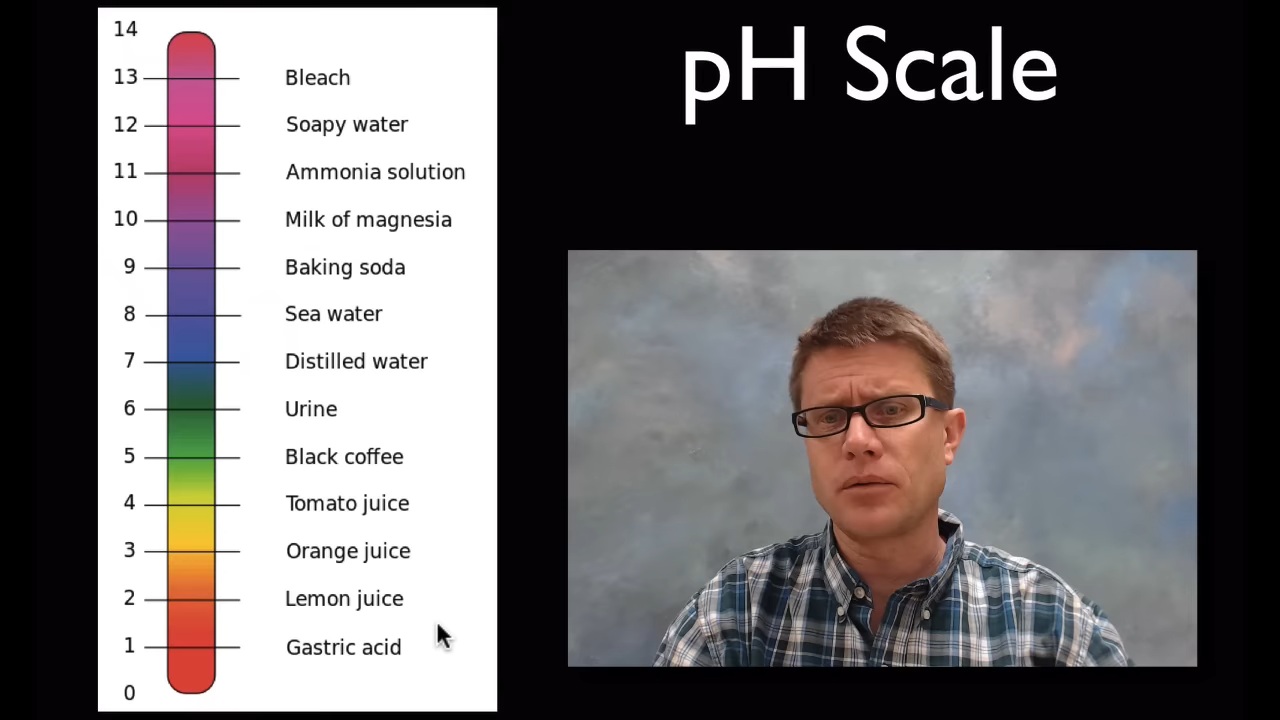 pH Scale
14
13 Bleach
12 Soapy water
11 Ammonia solution
10 Milk of magnesia
9 Baking soda
8 Sea water
7 Distilled water
6 Urine
5 Black coffee
4 Tomato juice
3 Orange juice
2 Lemon juice
1 Gastric acid
0